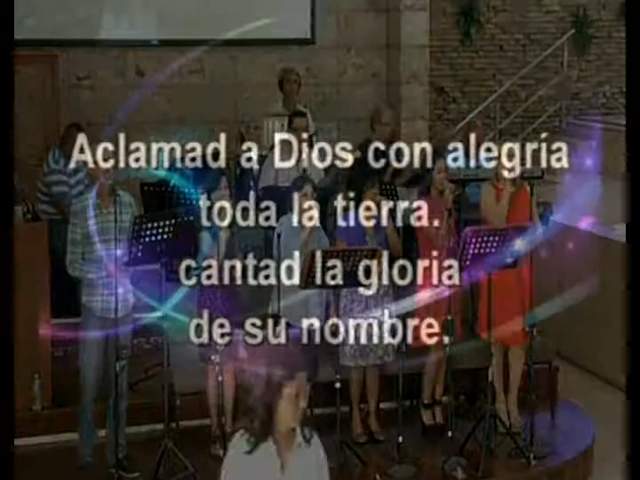 Aclamad a Dios con alegría
toda la tierra.
cantad la gloria
de su nombre.